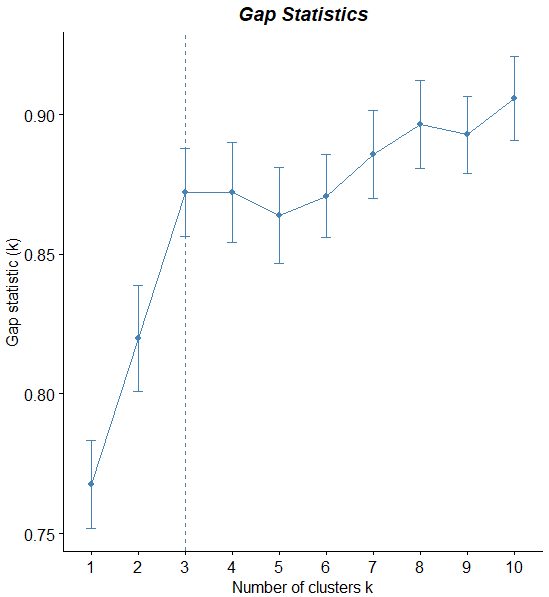 Gap Statistics
Gap statistic (k)
0.90
0.85
0.80
0.75
1 2 3 4 5 6 7 8 9 10
Number of clusters k